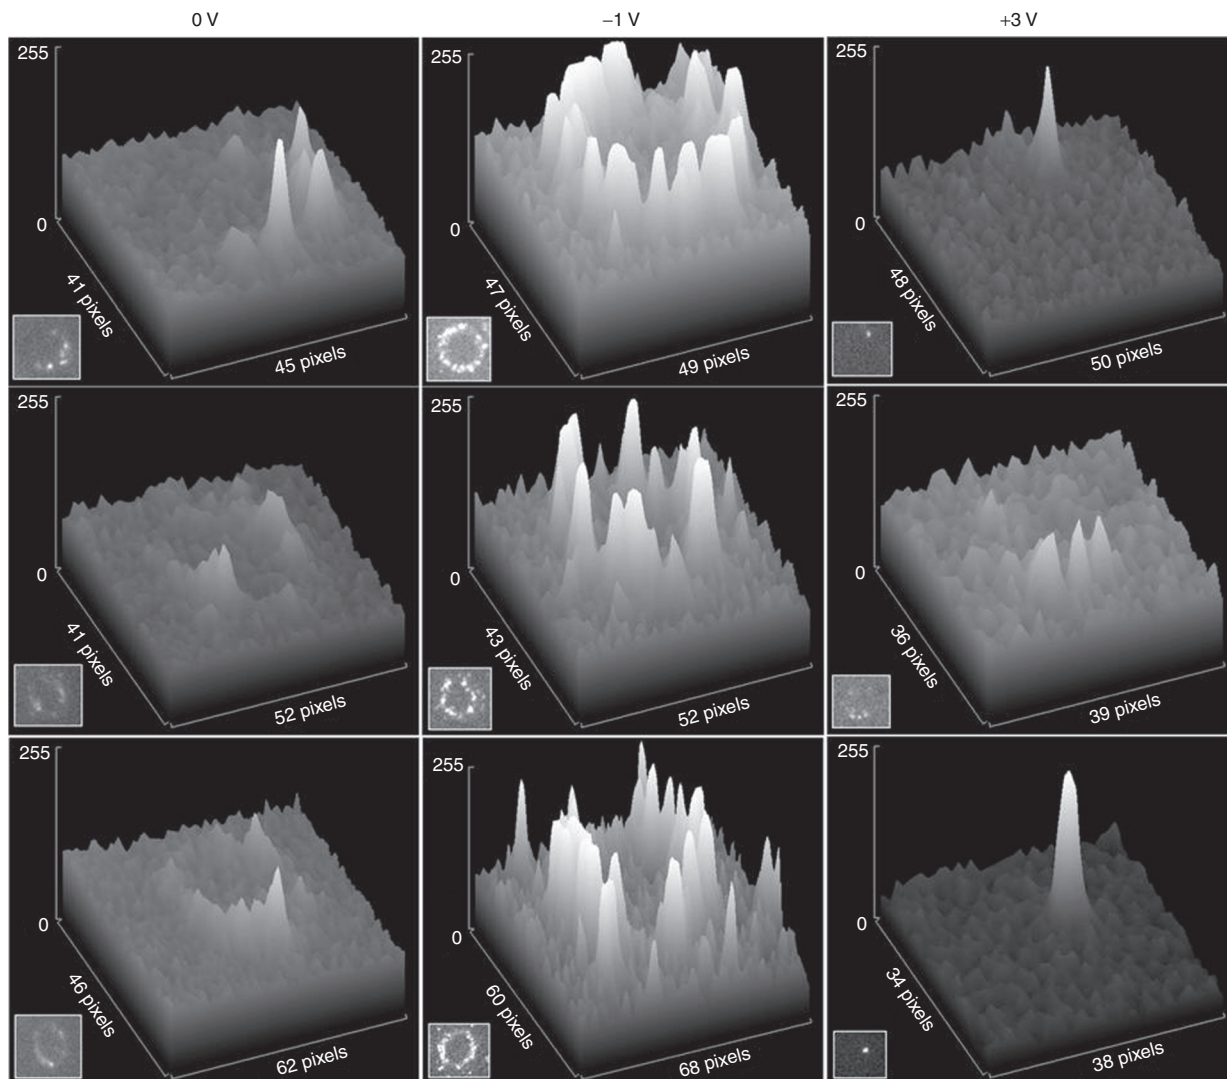 0 V
−1 V
+3 V
255
0
41 pixels
45 pixels
255
0
47 pixels
49 pixels
255
0
48 pixels
50 pixels
255
0
41 pixels
52 pixels
255
0
43 pixels
52 pixels
255
0
36 pixels
39 pixels
255
0
46 pixels
62 pixels
255
0
60 pixels
68 pixels
255
0
34 pixels
38 pixels